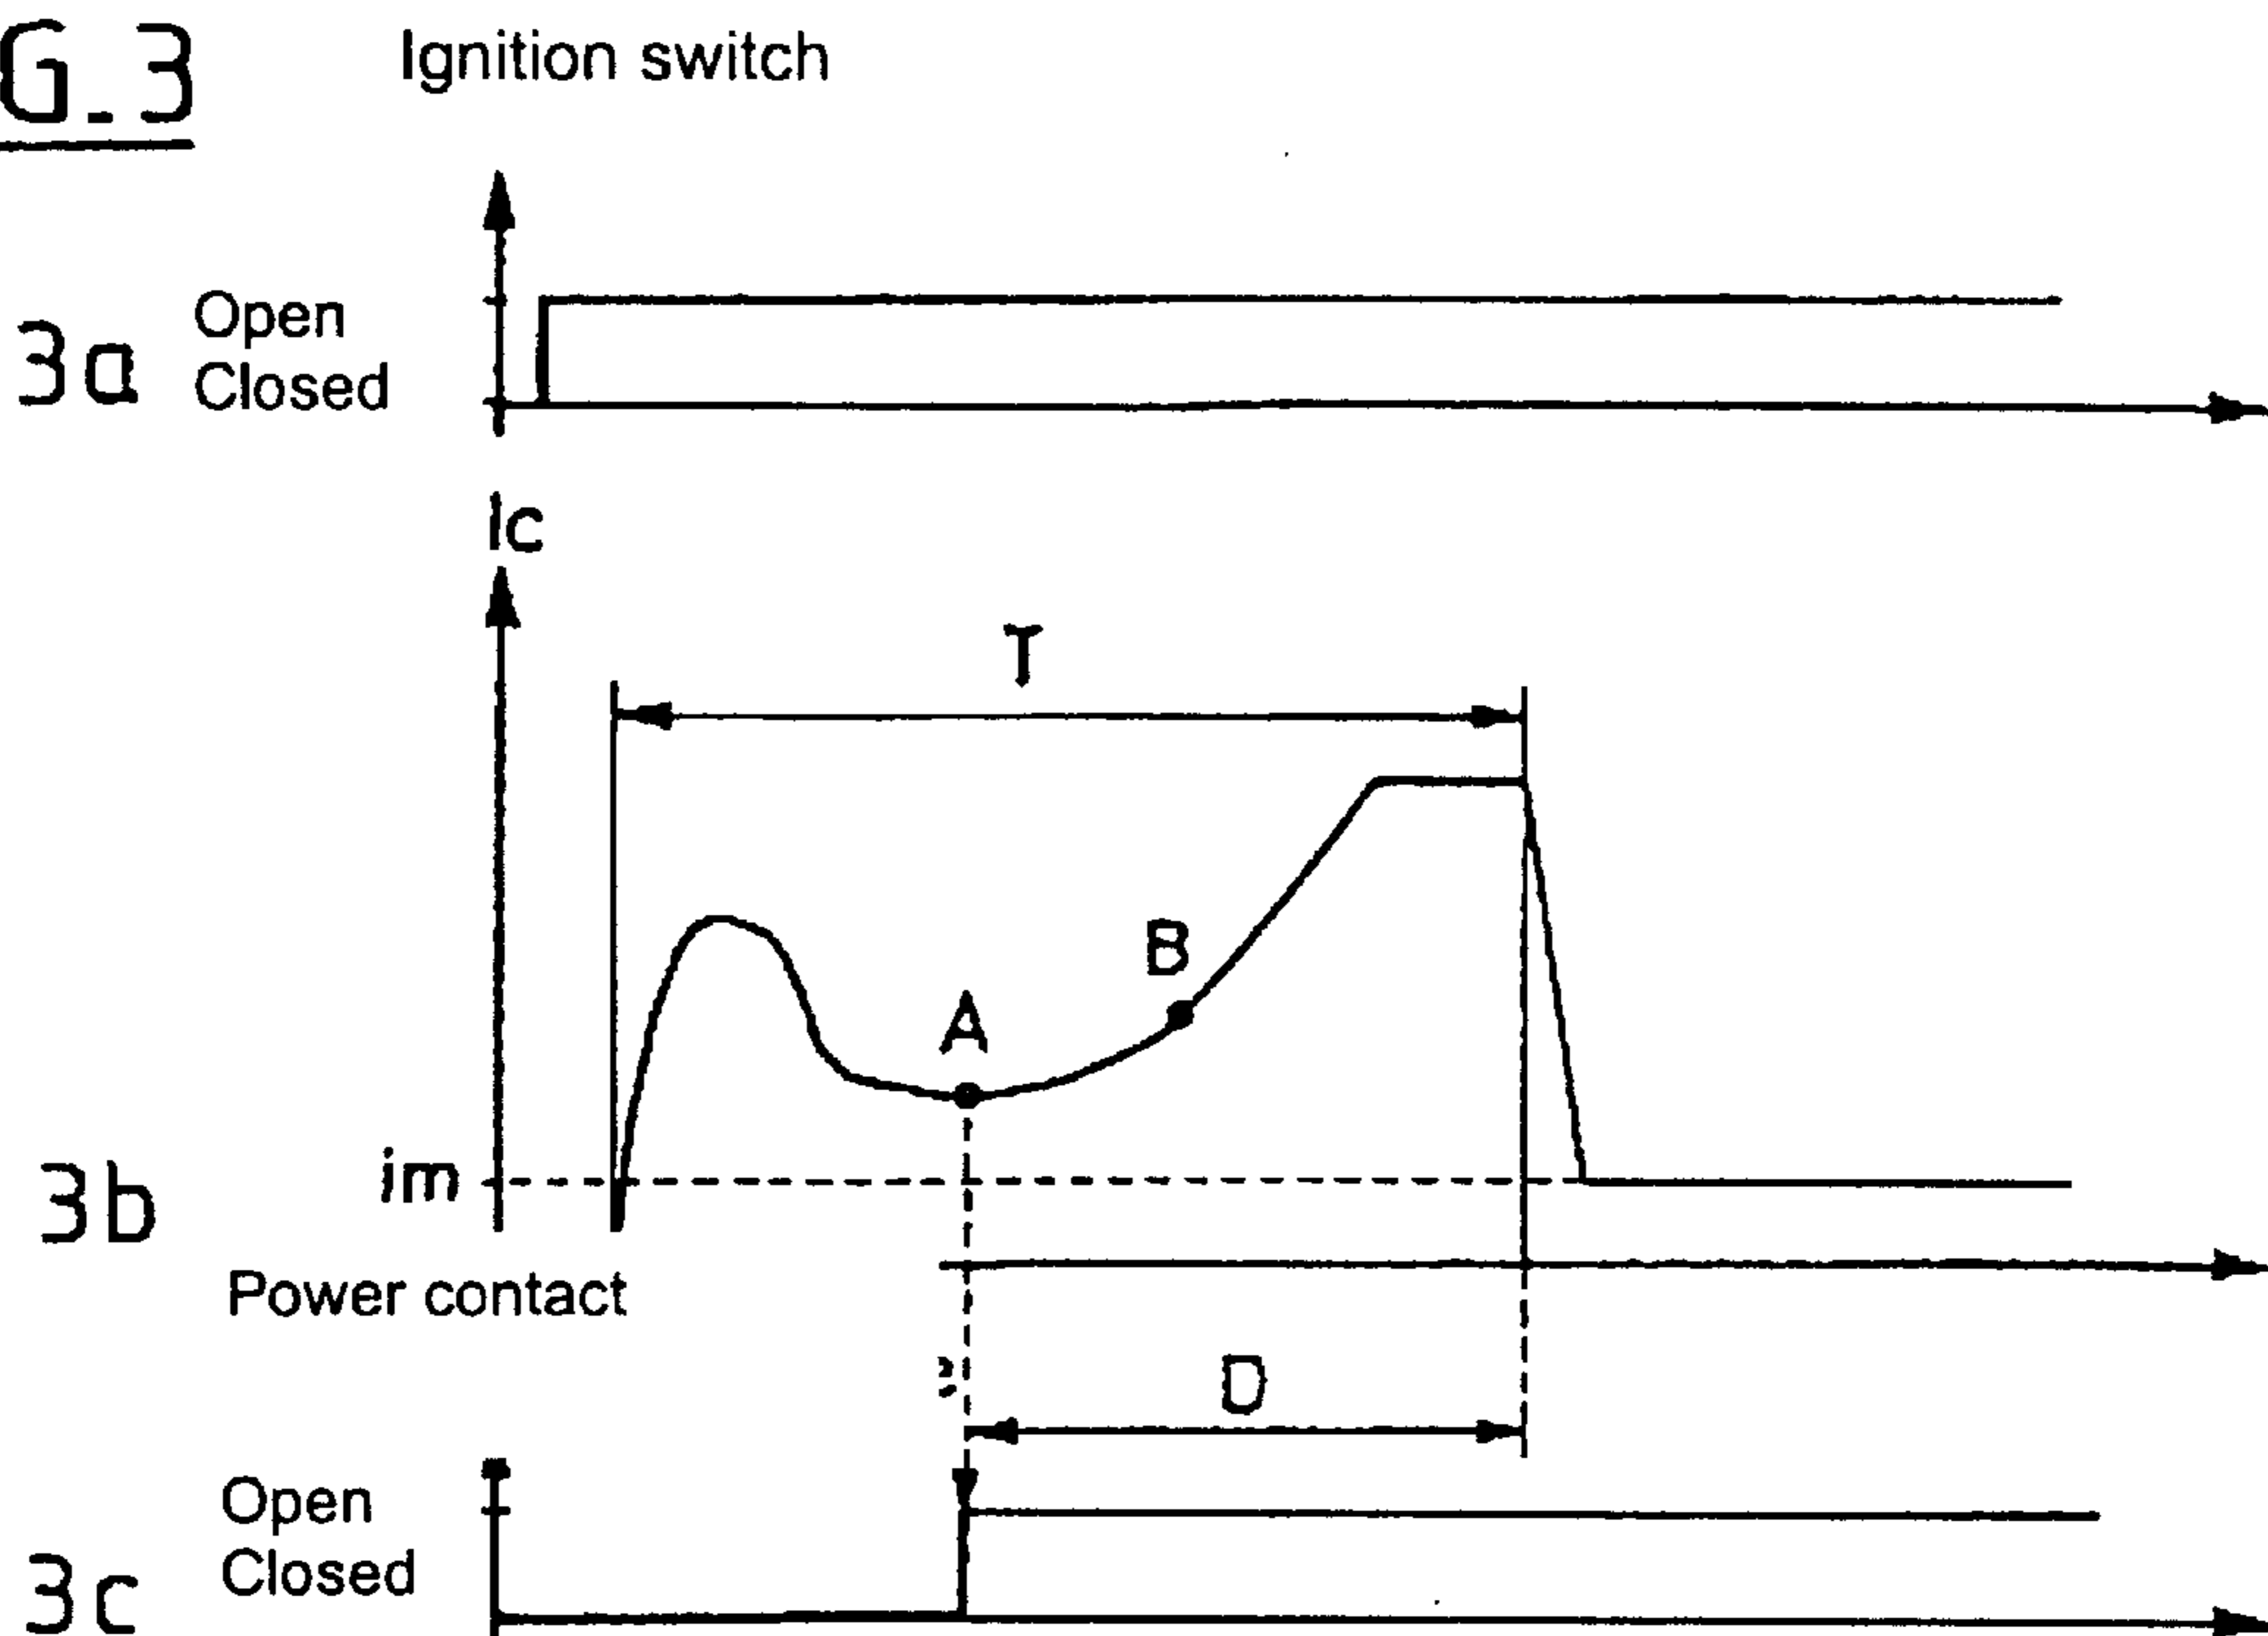 G.3
Ignition switch
3a
Open
Closed
Ic
T
B
A
im
3b
Power contact
D
Open
Closed
3c